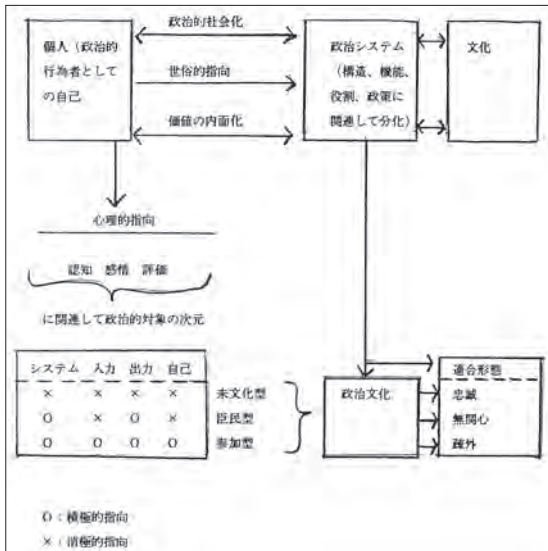 政治的社会化
世俗的指向
価値の内面化
個人（政治的
行為者として
の自己
政治システム
（構造、機能、
役割、政策に
関連して分化）
文化
心理的指向
認知 感情 評価
に関連して政治的対象の次元
システム 入力 出力 自己
× × × × 未文化型
O × O × 臣民型
O O O O 参加型
政治文化
適合形態
忠誠
無関心
疎外
O：積極的指向
×：消極的指向